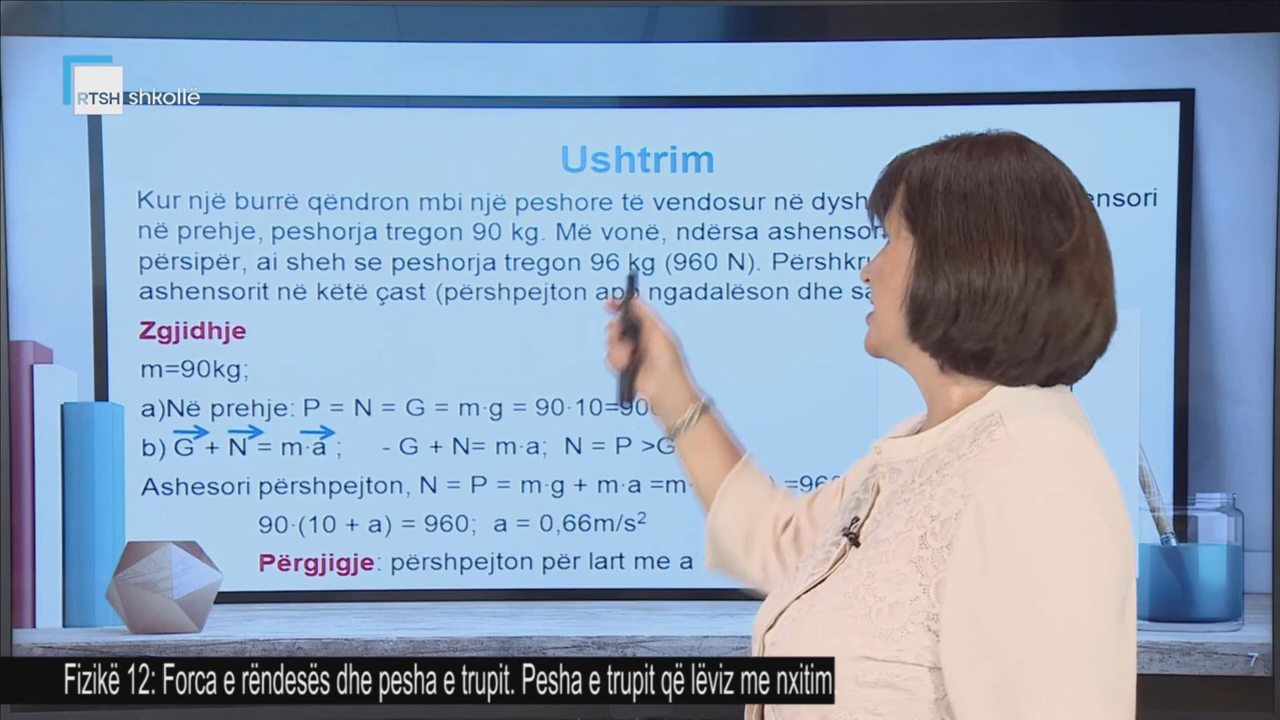 RTSH shkollë
Ushtrim
Kur një burrë qëndron mbi një peshore të vendosur në dysh ensori
në prehje, peshorja tregon 90 kg. Më vonë, ndërsa ashensor
përsipër, ai sheh se peshorja tregon 96 kg (960 N). Përshkru
ashensorit në këtë çast (përshpejton apo ngadalëson dhe sa
Zgjidhje
m=90kg;
a)Në prehje: P = N = G = m·g = 90·10=900
b) G + N = m·a ; - G + N= m·a; N = P >G
Ashesori përshpejton, N = P = m·g + m·a =m· ) =960
90·(10 + a) = 960; a = 0,66m/s²
Përgjigje: përshpejton për lart me a
7
Fizikë 12: Forca e rëndesës dhe pesha e trupit. Pesha e trupit që lëviz me nxitim.